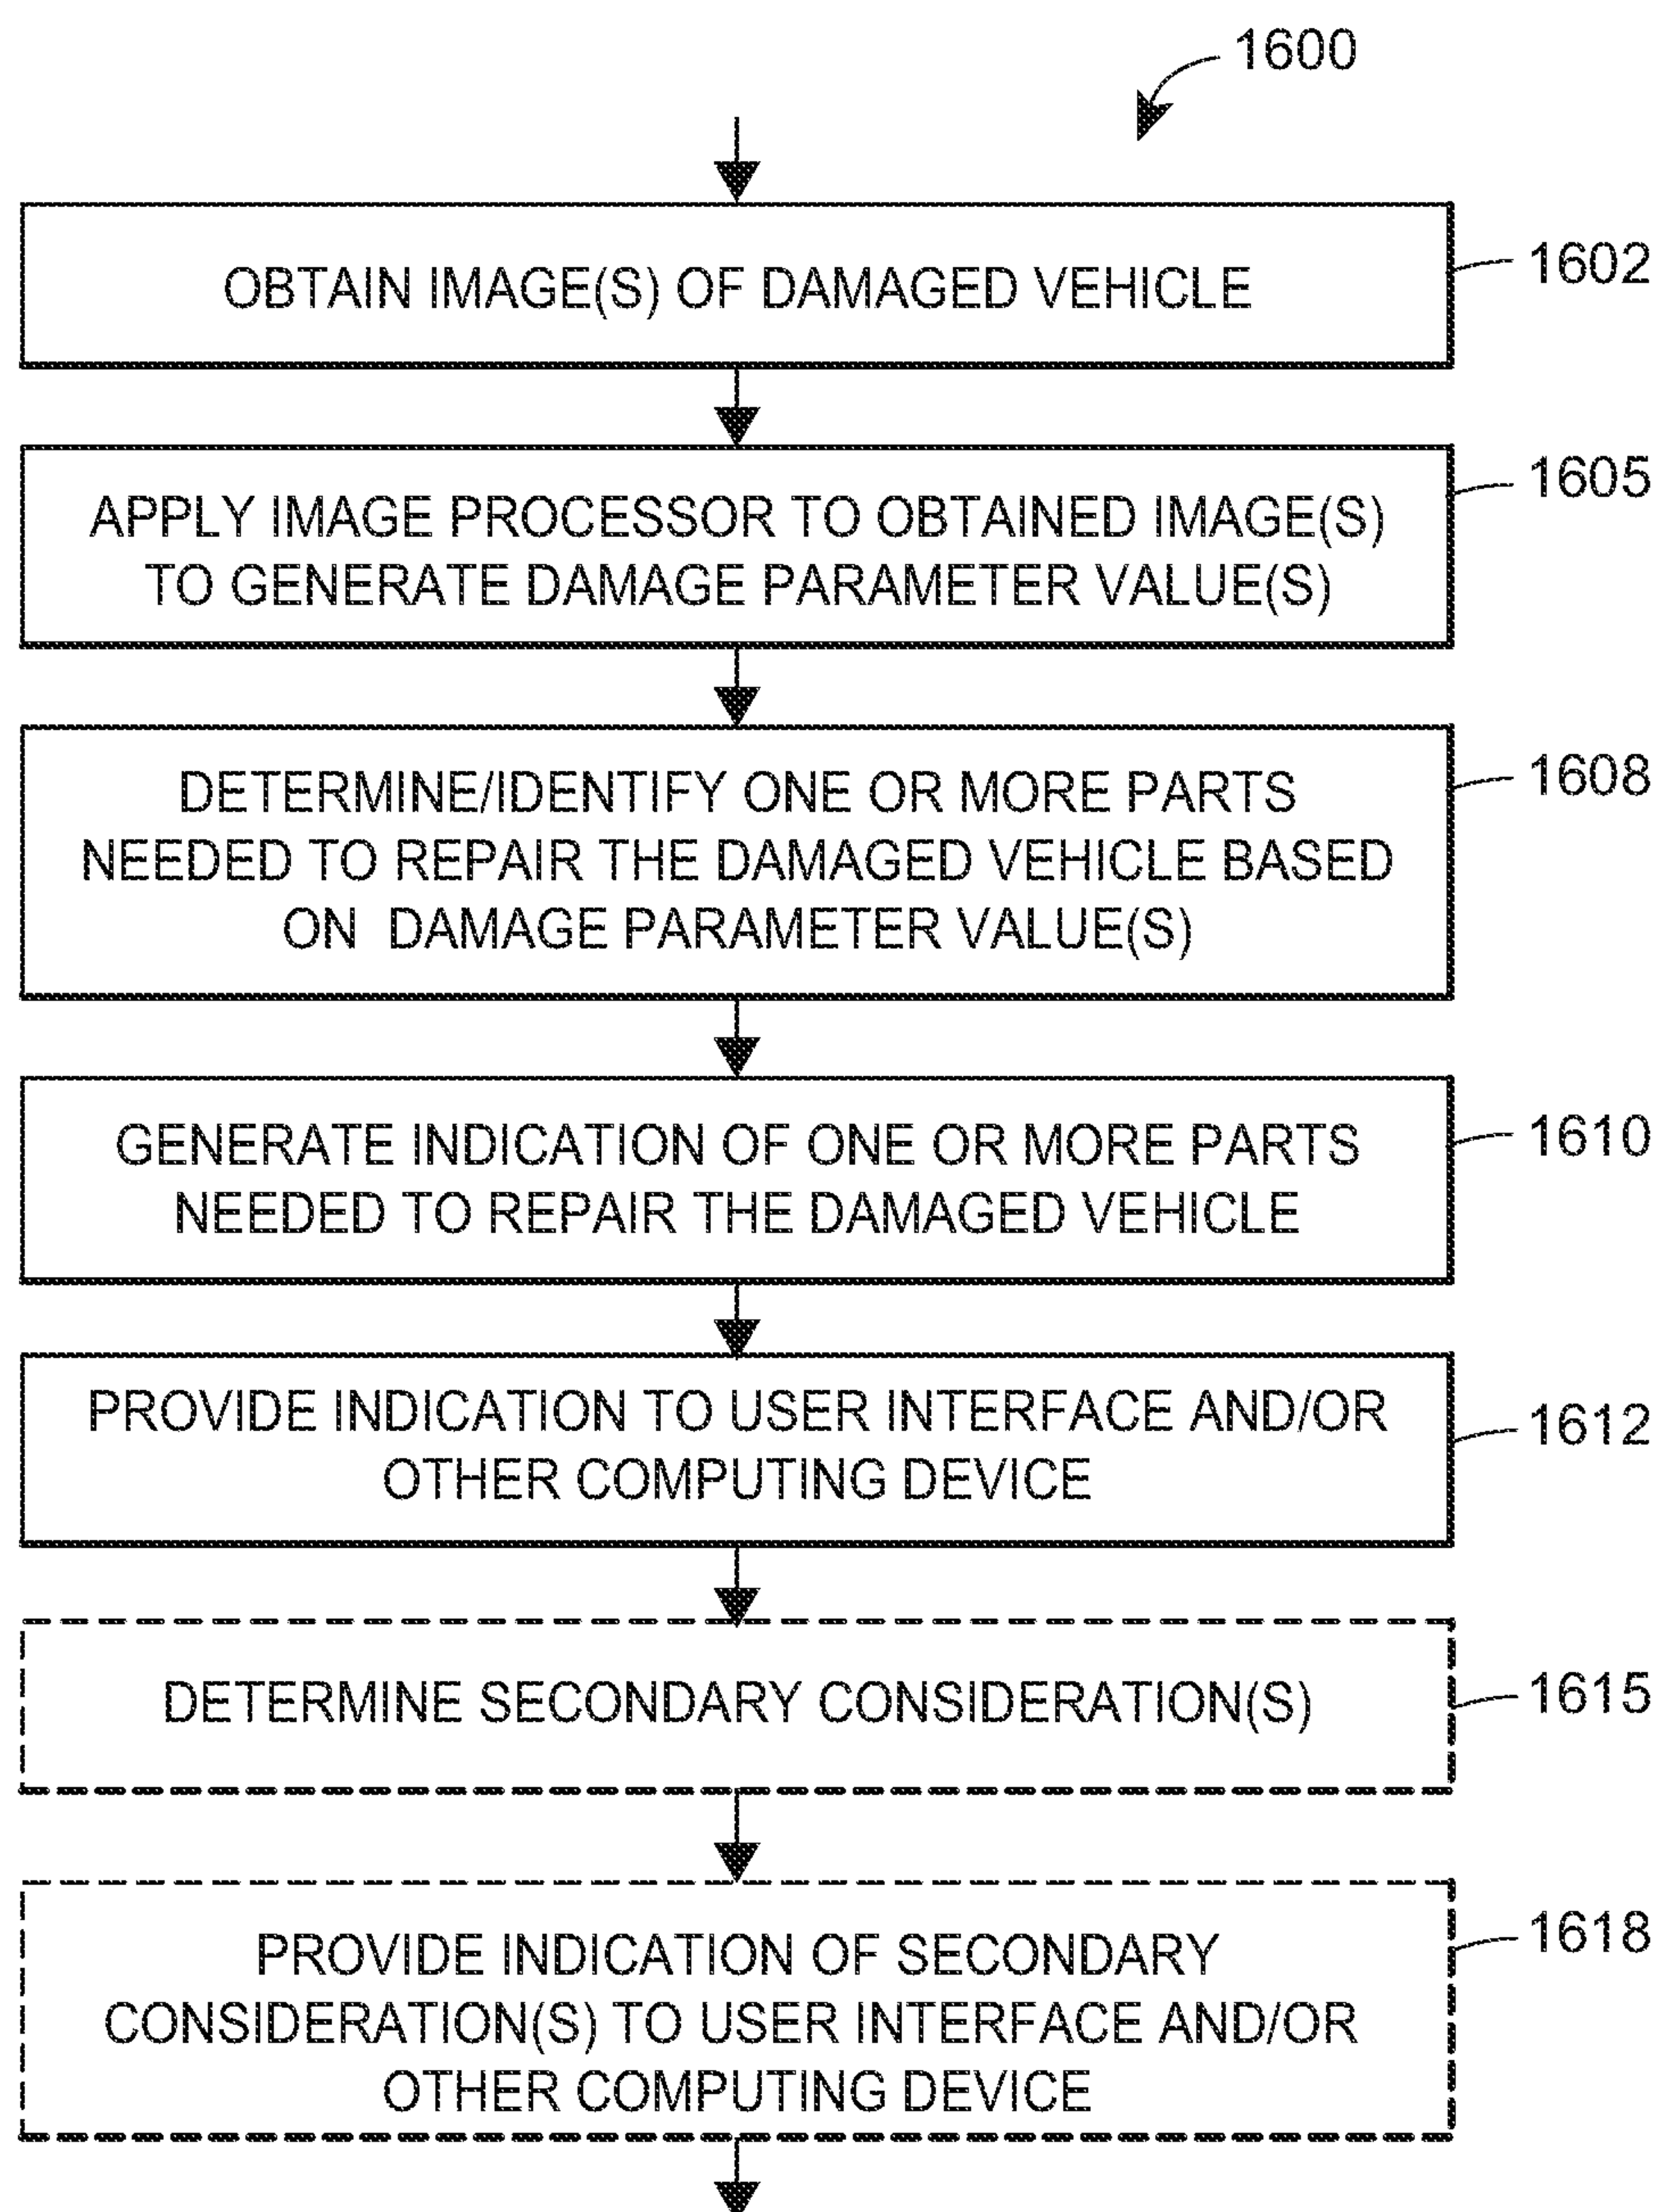 1600
OBTAIN IMAGE(S) OF DAMAGED VEHICLE
1602
APPLY IMAGE PROCESSOR TO OBTAINED IMAGE(S)
TO GENERATE DAMAGE PARAMETER VALUE(S)
1605
DETERMINE/IDENTIFY ONE OR MORE PARTS
NEEDED TO REPAIR THE DAMAGED VEHICLE BASED
ON DAMAGE PARAMETER VALUE(S)
1608
GENERATE INDICATION OF ONE OR MORE PARTS
NEEDED TO REPAIR THE DAMAGED VEHICLE
1610
PROVIDE INDICATION TO USER INTERFACE AND/OR
OTHER COMPUTING DEVICE
1612
DETERMINE SECONDARY CONSIDERATION(S)
1615
PROVIDE INDICATION OF SECONDARY
CONSIDERATION(S) TO USER INTERFACE AND/OR
OTHER COMPUTING DEVICE
1618